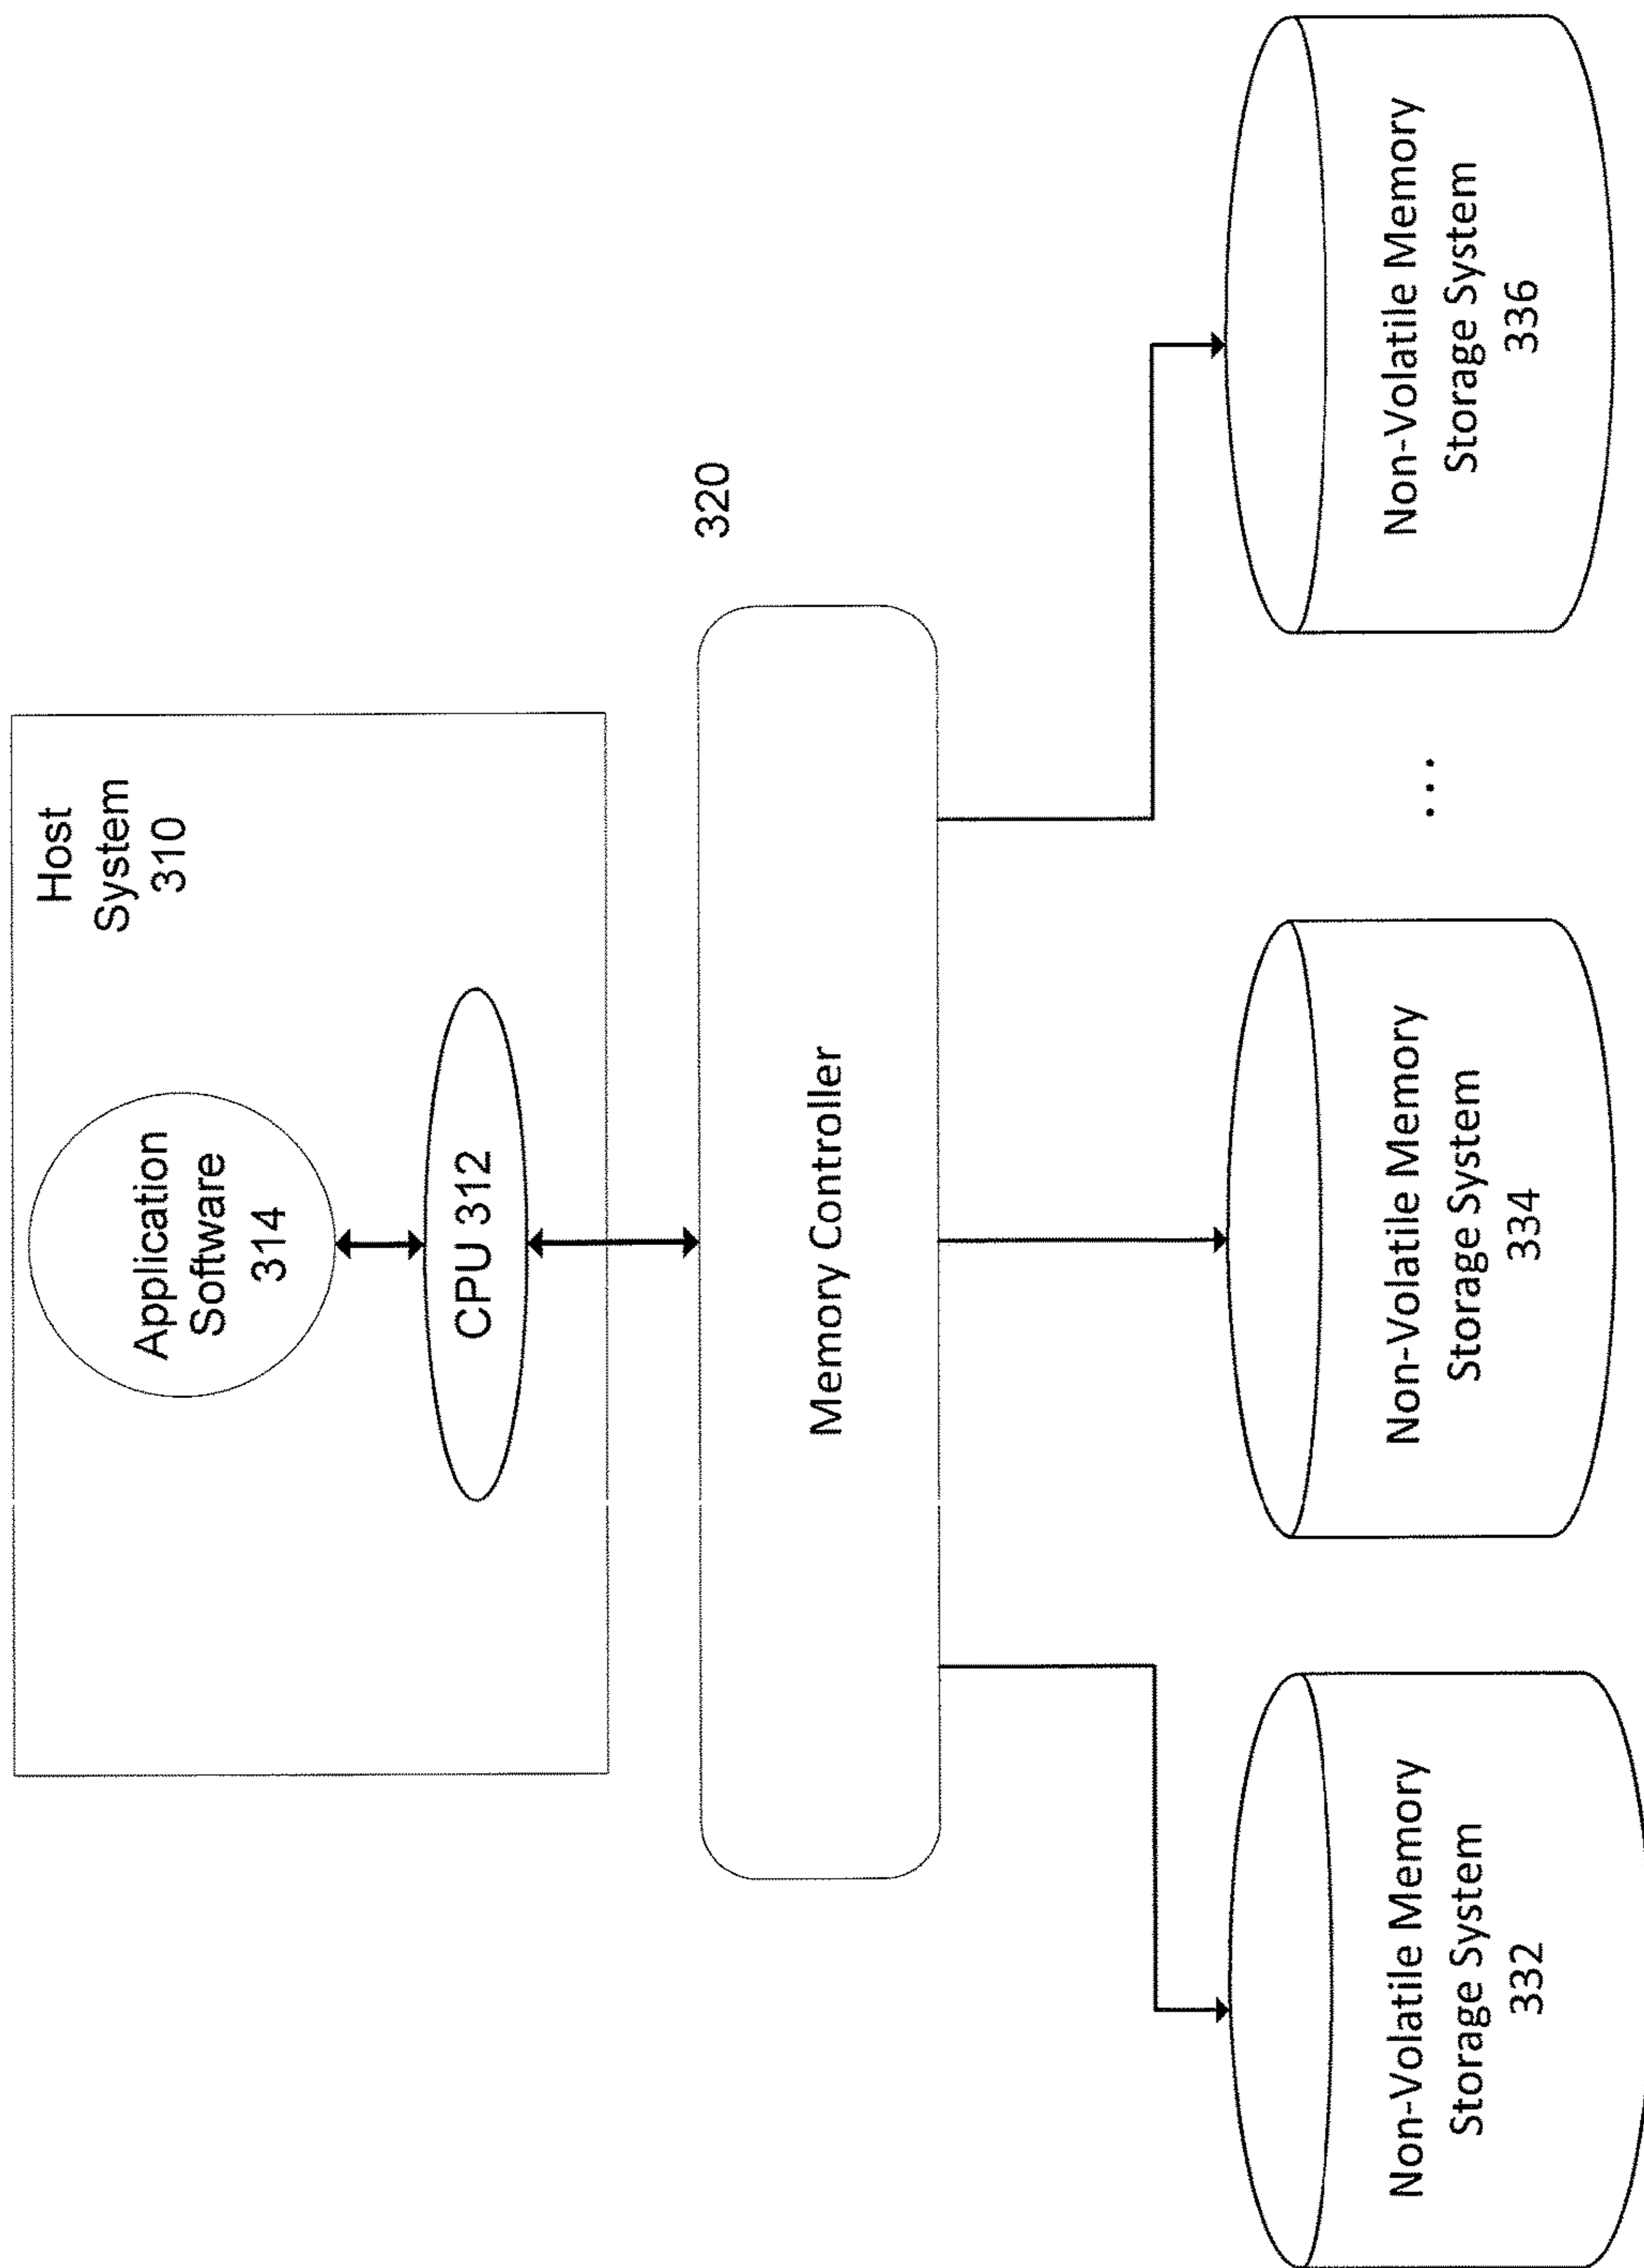 Host
System
310
Application
Software
314
CPU 312
320
Memory Controller
Non-Volatile Memory
Storage System
332
Non-Volatile Memory
Storage System
334
...
Non-Volatile Memory
Storage System
336